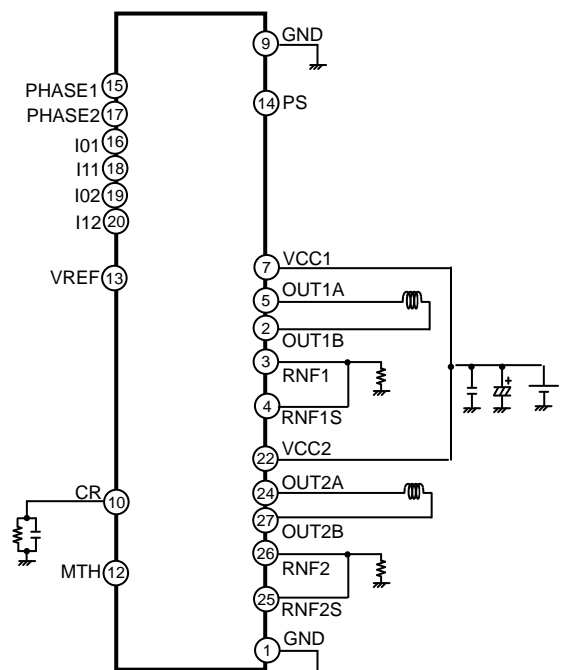 9 GND
14 PS
15 PHASE1
17 PHASE2
16 I01
18 I11
19 I02
20 I12
13 VREF
7 VCC1
5 OUT1A
2 OUT1B
3 RNF1
4 RNF1S
22 VCC2
24 OUT2A
27 OUT2B
26 RNF2
25 RNF2S
10 CR
12 MTH
1 GND
+